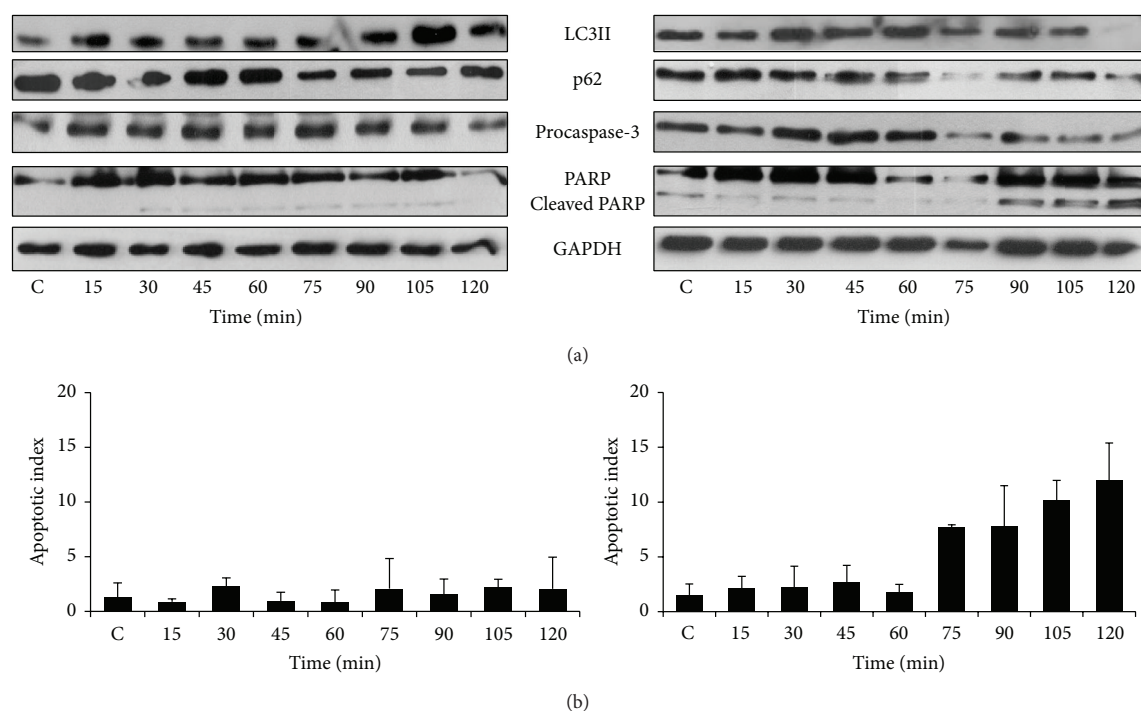 LC3II
p62
Procaspase-3
PARP
Cleaved PARP
GAPDH
C 15 30 45 60 75 90 105 120
Time (min)
C 15 30 45 60 75 90 105 120
Time (min)
(a)
20
15
10
5
0
Apoptotic index
C 15 30 45 60 75 90 105 120
Time (min)
20
15
10
5
0
Apoptotic index
C 15 30 45 60 75 90 105 120
Time (min)
(b)